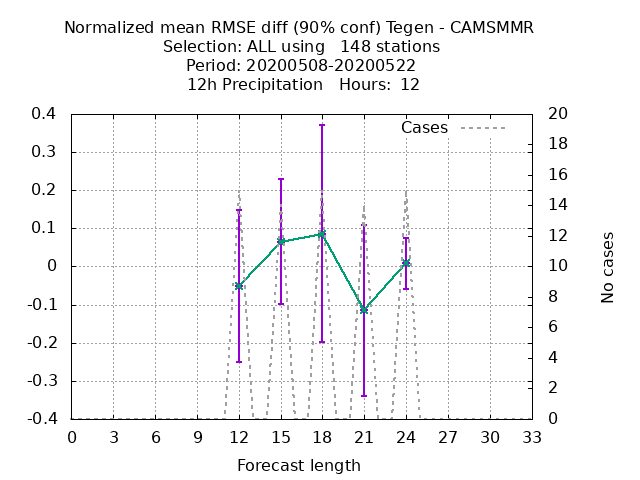 Normalized mean RMSE diff (90% conf) Tegen - CAMSMMR
Selection: ALL using   148 stations
Period: 20200508-20200522
12h Precipitation   Hours:  12
Cases
0.4
0.3
0.2
0.1
0
-0.1
-0.2
-0.3
-0.4
20
18
16
14
12
10
8
6
4
2
0
No cases
0 3 6 9 12 15 18 21 24 27 30 33
Forecast length